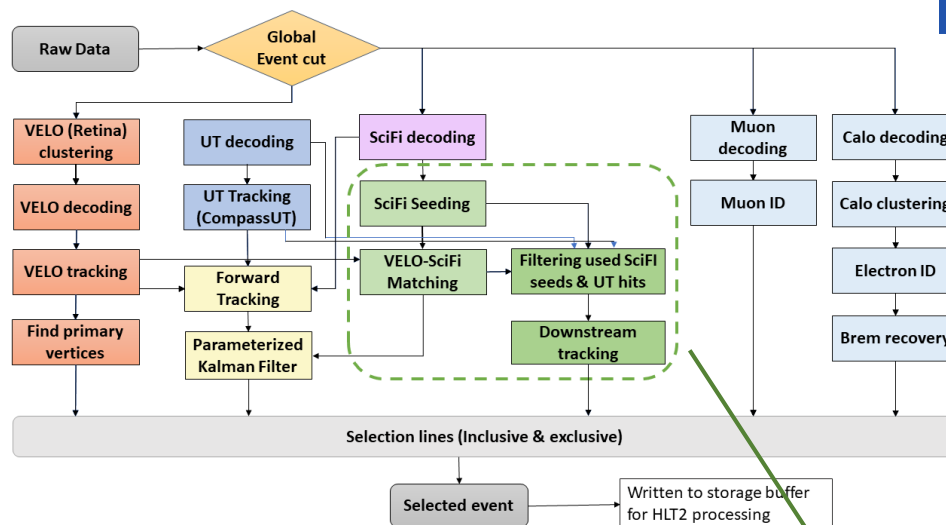 Raw Data
Global
Event cut
VELO (Retina)
clustering
UT decoding
SciFi decoding
Muon
decoding
Calo decoding
VELO decoding
UT Tracking
(CompassUT)
SciFi Seeding
Muon ID
Calo clustering
VELO tracking
Forward
Tracking
VELO-SciFi
Matching
Filtering used SciFI
seeds & UT hits
Electron ID
Find primary
vertices
Parameterized
Kalman Filter
Downstream
tracking
Brem recovery
Selection lines (Inclusive & exclusive)
Selected event
Written to storage buffer
for HLT2 processing